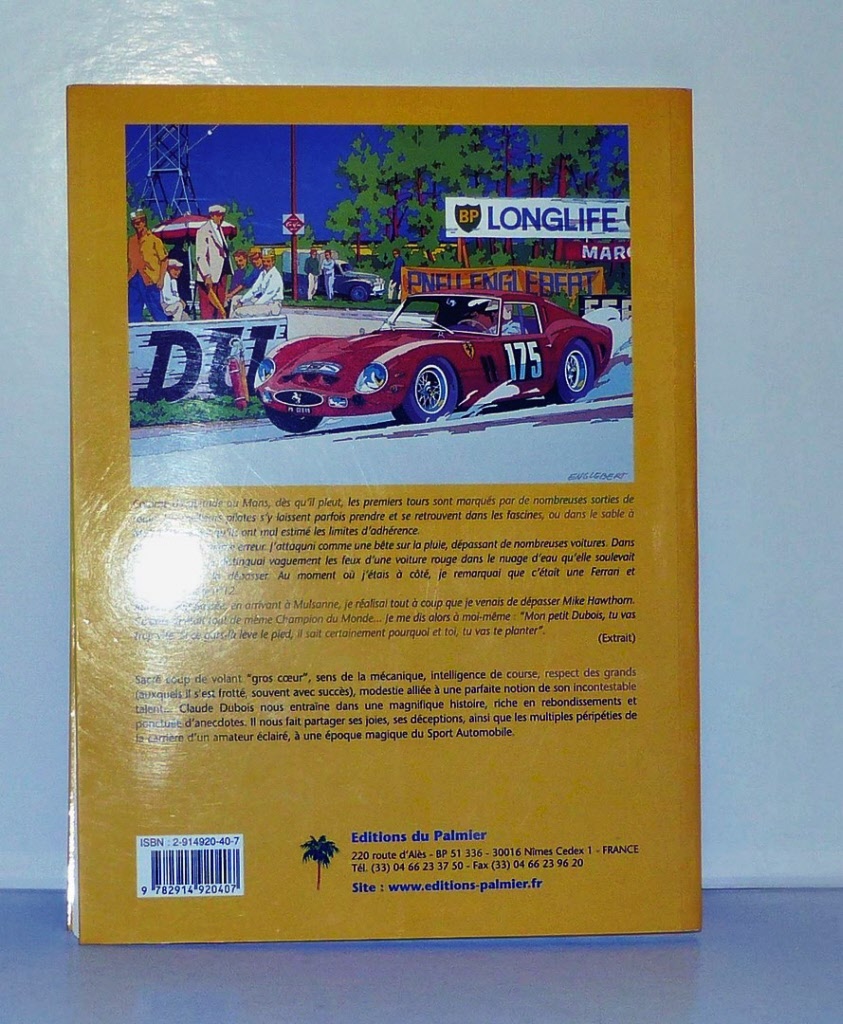 BP LONGLIFE
MARC
PNEU ENGLEBERT
DU
175
ENGLEBERT
au Mans, dès qu'il pleut, les premiers tours sont marqués par de nombreuses sorties de
pilotes s'y laissent parfois prendre et se retrouvent dans les fascines, ou dans le sable à
ont mal estimé les limites d'adhérence.
erreur. J'attaquai comme une bête sur la pluie, dépassant de nombreuses voitures. Dans
vaguement les feux d'une voiture rouge dans le nuage d'eau qu'elle soulevait
dépasser. Au moment où j'étais à côté, je remarquai que c'était une Ferrari et
12.
en arrivant à Mulsanne, je réalisai tout à coup que je venais de dépasser Mike Hawthorn.
tout de même Champion du Monde... Je me dis alors à moi-même : "Mon petit Dubois, tu vas
trop vite. Si ce gars-là lève le pied, il sait certainement pourquoi et toi, tu vas te planter".
(Extrait)
Sacré coup de volant "gros cœur", sens de la mécanique, intelligence de course, respect des grands
(auxquels il s'est frotté, souvent avec succès), modestie alliée à une parfaite notion de son incontestable
talent... Claude Dubois nous entraîne dans une magnifique histoire, riche en rebondissements et
ponctuée d'anecdotes. Il nous fait partager ses joies, ses déceptions, ainsi que les multiples péripéties de
la carrière d'un amateur éclairé, à une époque magique du Sport Automobile.
ISBN : 2-914920-40-7
9 782914 920407
Editions du Palmier
220 route d'Alès - BP 51 336 - 30016 Nîmes Cedex 1 - FRANCE
Tél. (33) 04 66 23 37 50 - Fax (33) 04 66 23 96 20
Site : www.editions-palmier.fr